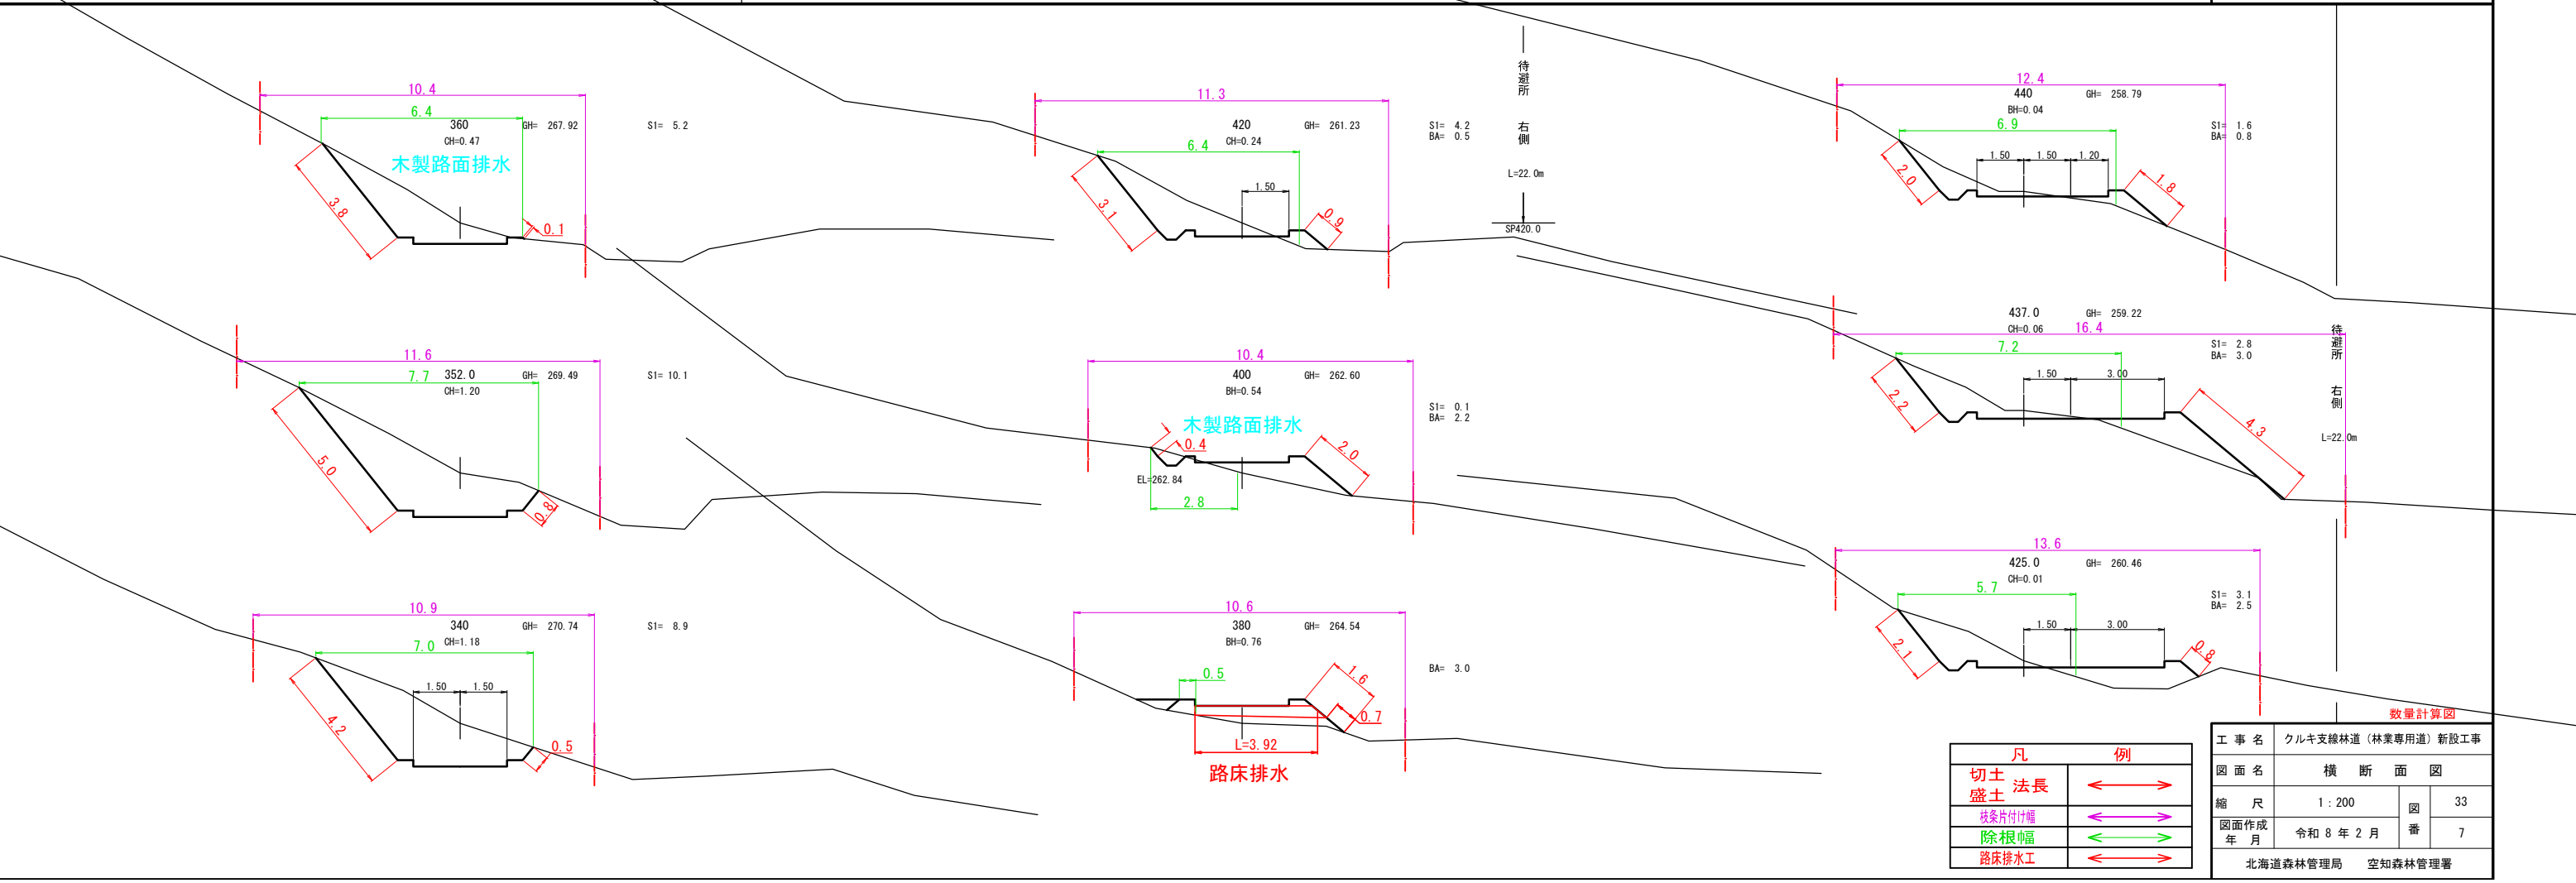 10.4
6.4
360 GH= 267.92 S1= 5.2
CH=0.47
木製路面排水
3.8
0.1
11.6
7.7
352.0 GH= 269.49 S1= 10.1
CH=1.20
5.0
0.8
10.9
340 GH= 270.74 S1= 8.9
CH=1.18
7.0
1.50 1.50
4.2
0.5
11.3
420 GH= 261.23 S1= 4.2
BA= 0.5
CH=0.24
6.4
1.50
3.1
0.9
待避所 右側
L=22.0m
SP420.0
10.4
400 GH= 262.60
BH=0.54
S1= 0.1
BA= 2.2
木製路面排水
0.4
2.0
EL=262.84
2.8
10.6
380 GH= 264.54
BH=0.76
BA= 3.0
0.5
1.6
0.7
L=3.92
路床排水
12.4
440 GH= 258.79
BH=0.04
6.9
S1= 1.6
BA= 0.8
1.50 1.50 1.20
2.0
1.8
437.0 GH= 259.22
CH=0.06 16.4
7.2
S1= 2.8
BA= 3.0
1.50 3.00
2.2
4.3
待避所 右側
L=22.0m
13.6
425.0 GH= 260.46
CH=0.01
5.7
S1= 3.1
BA= 2.5
1.50 3.00
2.1
0.8
数量計算図
凡 例
切土 盛土 法長
枝条片付け幅
除根幅
路床排水工
工事名 クルキ支線林道（林業専用道）新設工事
図面名 横断面図
縮尺 1：200 図番 33
7
図面作成年月 令和 8 年 2 月
北海道森林管理局 空知森林管理署